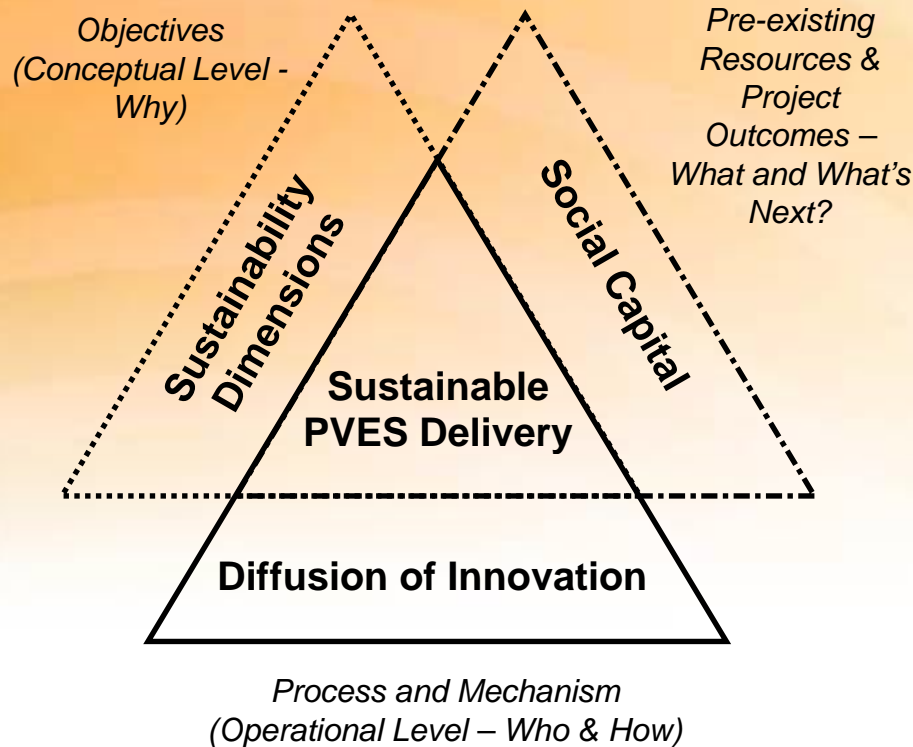 Objectives
(Conceptual Level -
Why)
Pre-existing
Resources &
Project
Outcomes –
What and What's
Next?
Sustainability
Dimensions
Social Capital
Sustainable
PVES Delivery
Diffusion of Innovation
Process and Mechanism
(Operational Level – Who & How)